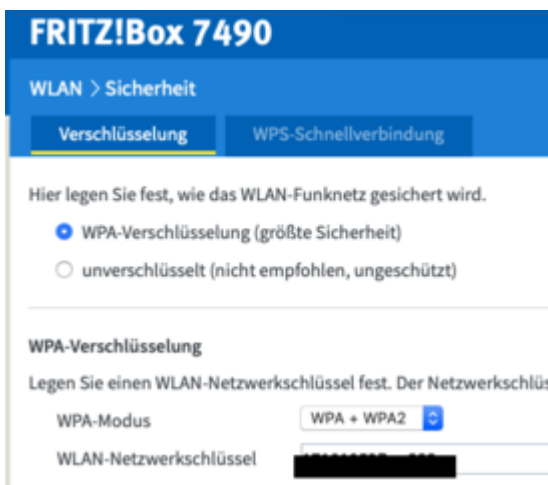 FRITZ!Box 7490
WLAN > Sicherheit
Verschlüsselung WPS-Schnellverbindung
Hier legen Sie fest, wie das WLAN-Funknetz gesichert wird.
WPA-Verschlüsselung (größte Sicherheit)
unverschlüsselt (nicht empfohlen, ungeschützt)
WPA-Verschlüsselung
Legen Sie einen WLAN-Netzwerkschlüssel fest. Der Netzwerkschlüs
WPA-Modus WPA + WPA2
WLAN-Netzwerkschlüssel